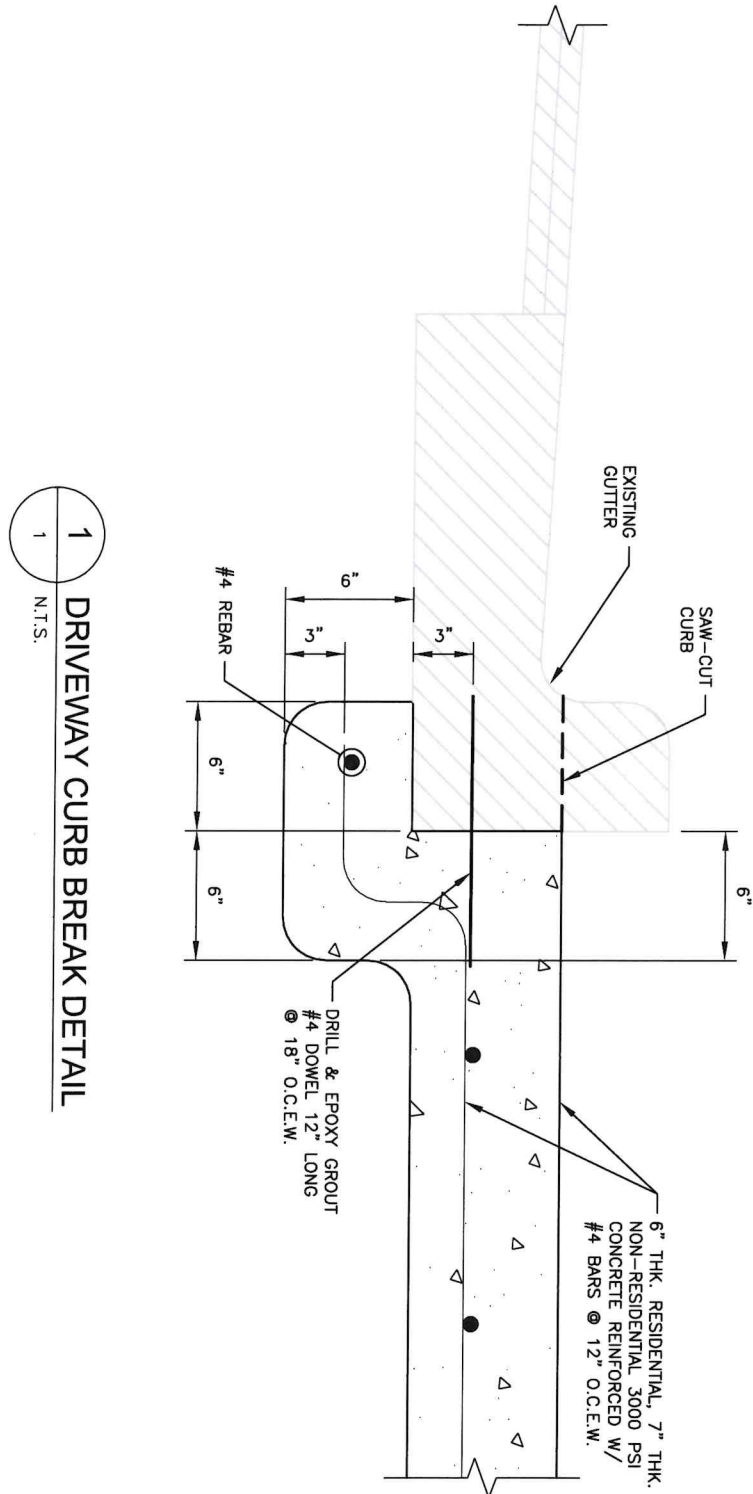 SAW-CUT
CURB
EXISTING
GUTTER
6"
6" THK. RESIDENTIAL, 7" THK.
NON-RESIDENTIAL 3000 PSI
CONCRETE REINFORCED W/
#4 BARS @ 12" O.C.E.W.
6"
3"
3"
#4 REBAR
6"
6"
DRILL & EPOXY GROUT
#4 DOWEL 12" LONG
@ 18" O.C.E.W.
1
1
DRIVEWAY CURB BREAK DETAIL
N.T.S.